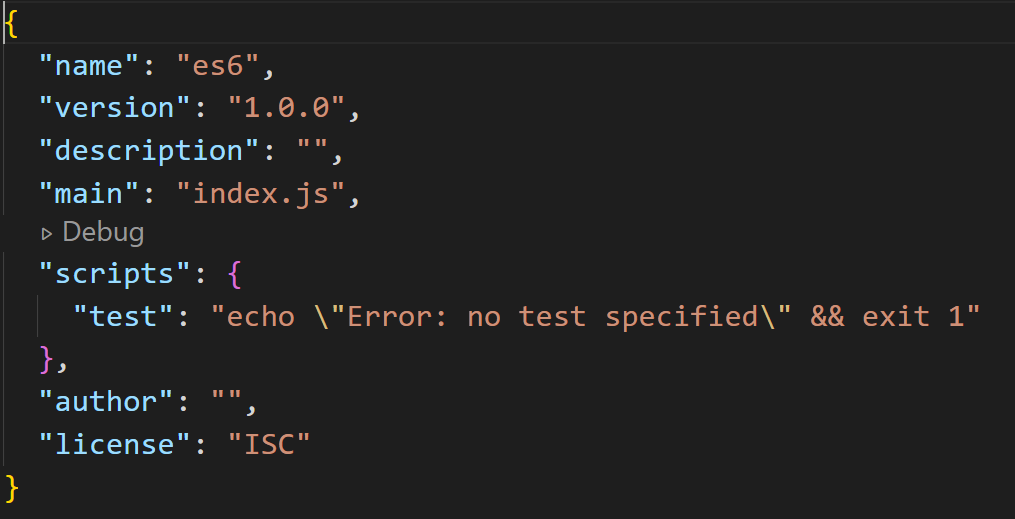 {
"name": "es6",
"version": "1.0.0",
"description": "",
"main": "index.js",
Debug
"scripts": {
"test": "echo \"Error: no test specified\" && exit 1"
},
"author": "",
"license": "ISC"
}